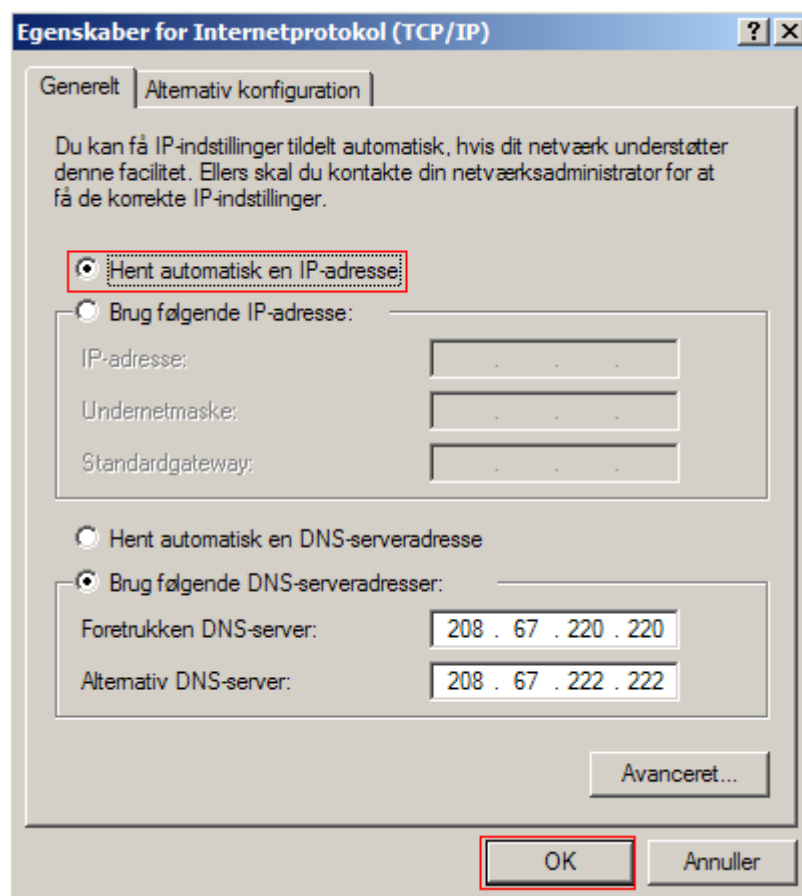 Egenskaber for Internetprotokol (TCP/IP)
Generelt
Alternativ konfiguration
Du kan få IP-indstillinger tildelt automatisk, hvis dit netværk understøtter
denne facilitet. Ellers skal du kontakte din netværksadministrator for at
få de korrekte IP-indstillinger.
Hent automatisk en IP-adresse
Brug følgende IP-adresse:
IP-adresse:
. . .
Undernetmaske:
. . .
Standardgateway:
. . .
Hent automatisk en DNS-serveradresse
Brug følgende DNS-serveradresser:
Foretrukken DNS-server:
208 . 67 . 220 . 220
Alternativ DNS-server:
208 . 67 . 222 . 222
Avanceret...
OK
Annuller